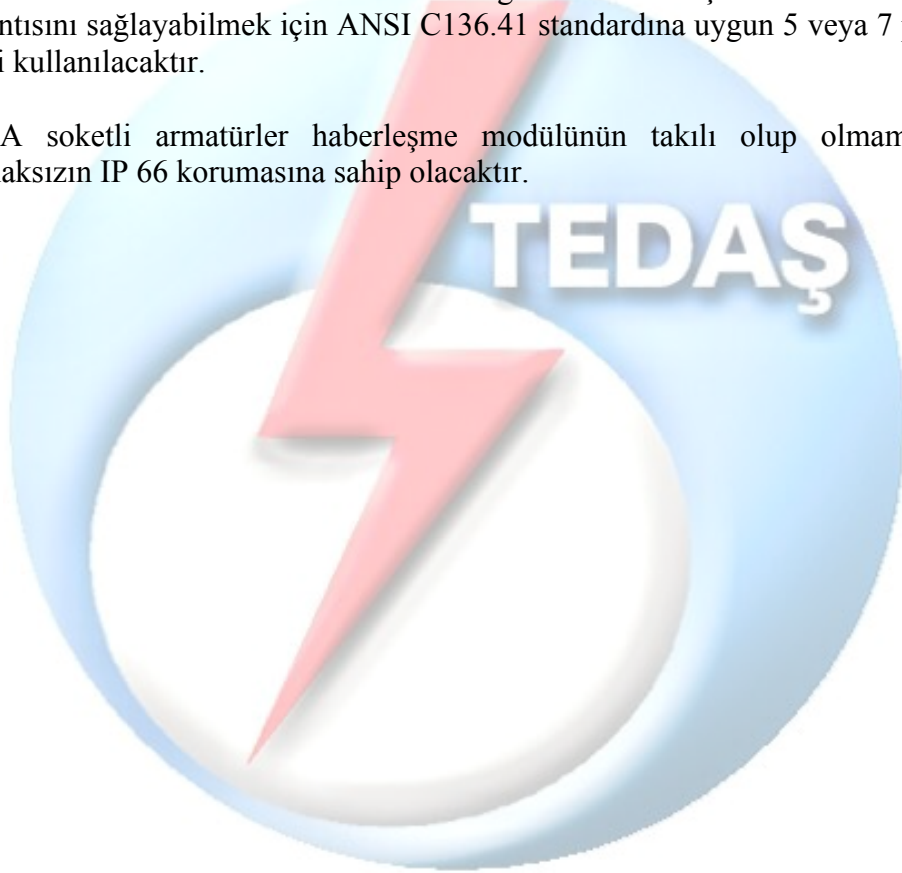 ntısını sağlayabilmek için ANSI C136.41 standardına uygun 5 veya 7
i kullanılacaktır.
A soketli armatürler haberleşme modülünün takılı olup olmam
aksızın IP 66 korumasına sahip olacaktır.
TEDAŞ